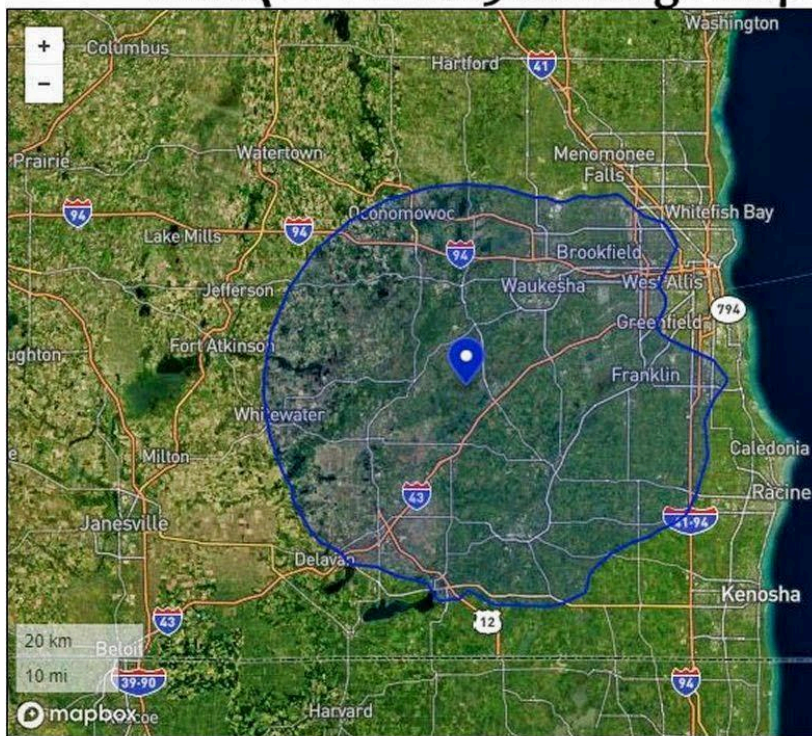 Washington
+
Columbus
Hartford
41
−
Menomonee
Falls
Prairie
Watertown
94
Oconomowoc
Whitefish Bay
Lake Mills
94
94
Brookfield
Jefferson
Waukesha
West Allis
794
Greenfield
Fort Atkinson
Franklin
Whitewater
Milton
Caledonia
43
Racine
Janesville
41-94
Delavan
Kenosha
43
12
20 km
Beloit
10 mi
39-90
94
mapbox
Harvard